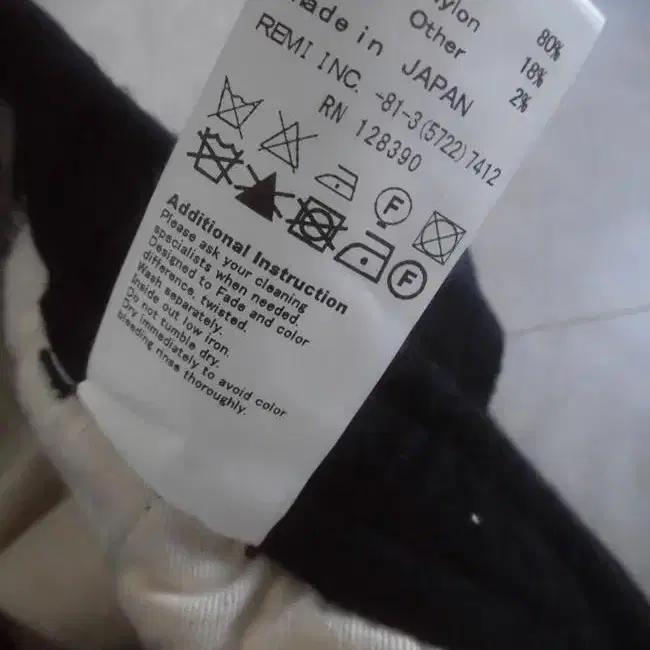 80%
Nylon 18%
Other 2%
Made in JAPAN
REMI INC. -81-3(5722)7412
RN 128390
F
F
Additional Instruction
Please ask your cleaning
specialists when needed.
Designed to Fade and color
difference, twisted.
Wash separately.
Inside out low iron.
Do not tumble dry.
Dry immediately to avoid color
bleeding rinse thoroughly.